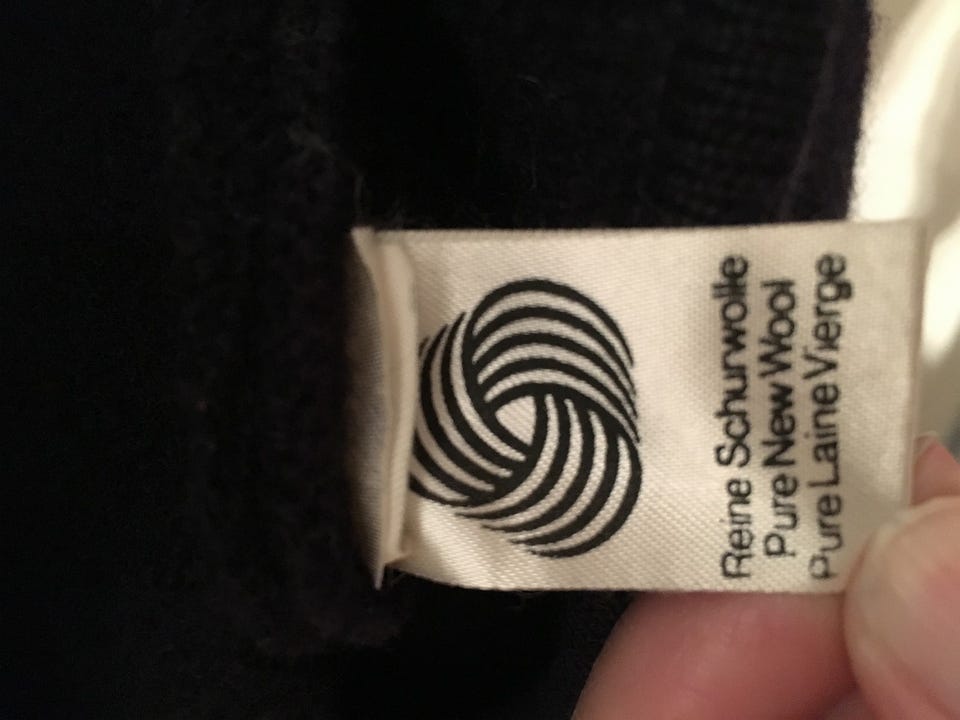 Reine Schurwolle
Pure New Wool
Pure Laine Vierge